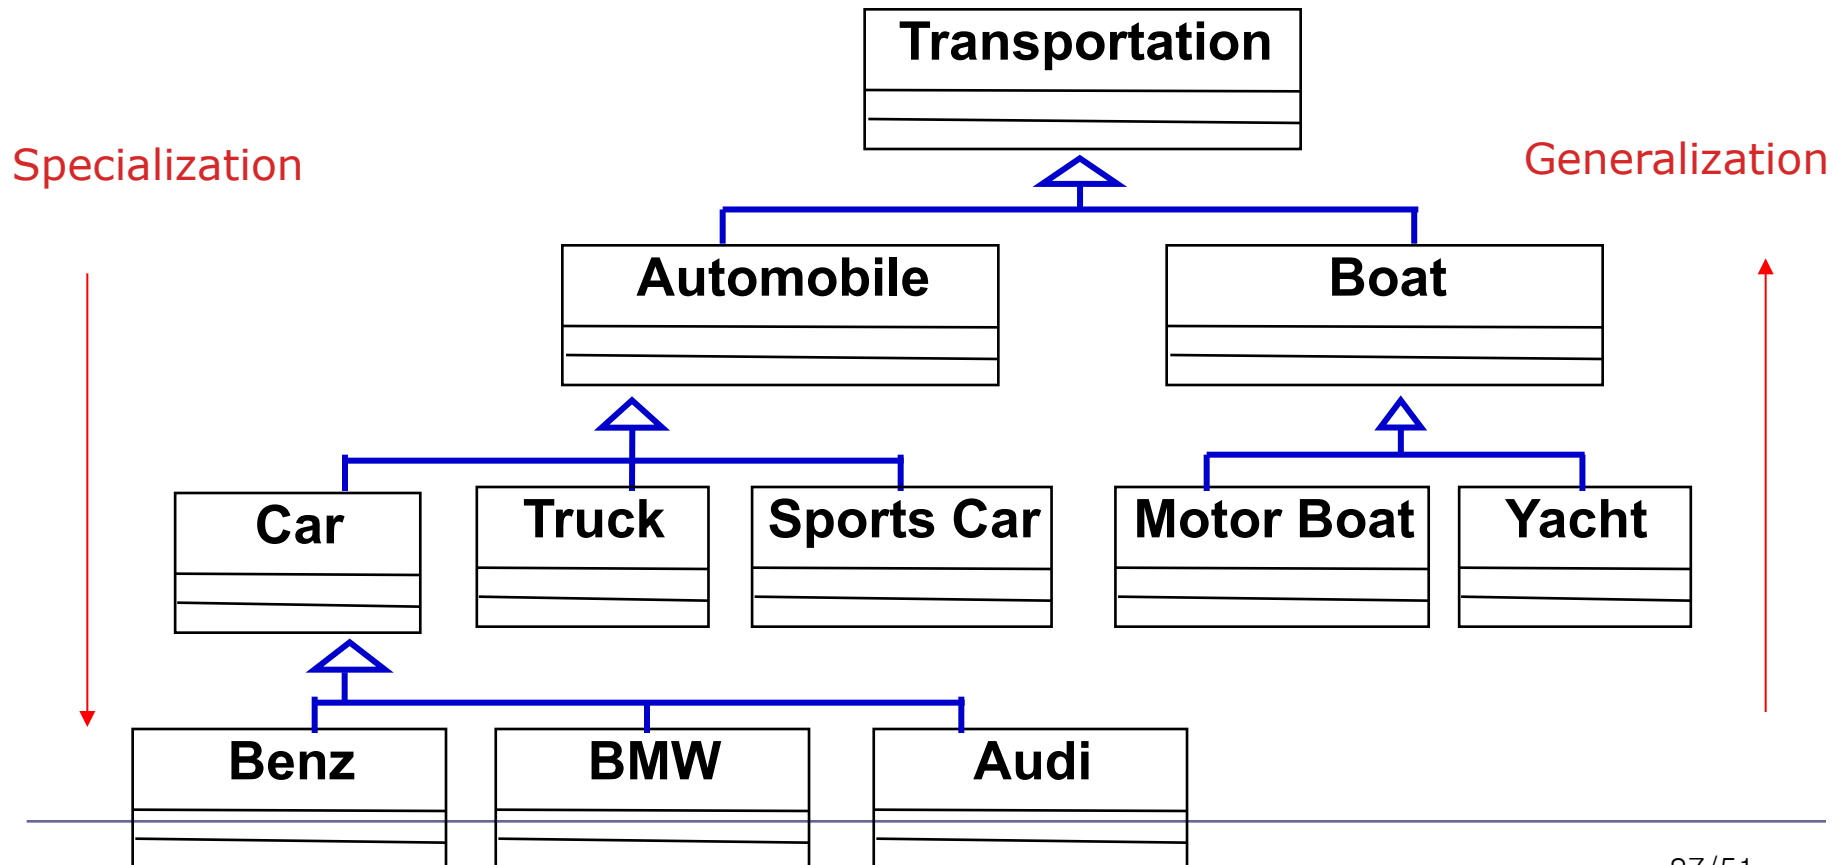 Transportation
Specialization
Generalization
Automobile
Boat
Car
Truck
Sports Car
Motor Boat
Yacht
Benz
BMW
Audi